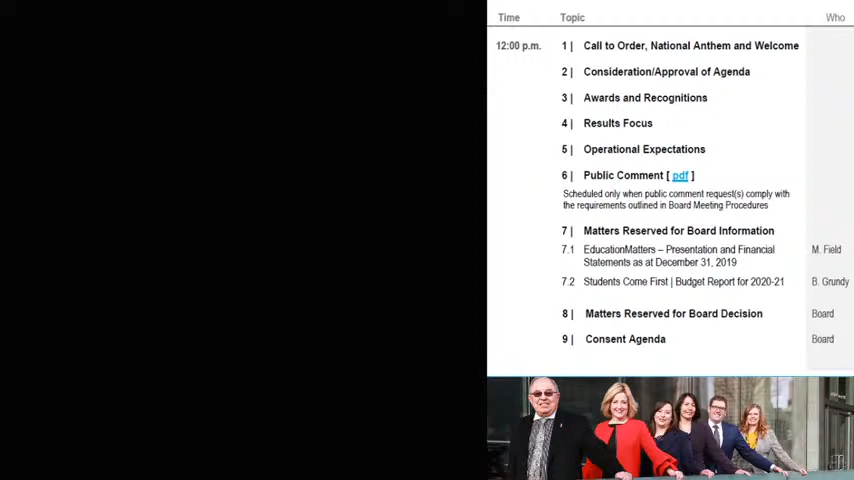 Time Topic Who
12:00 p.m. 1 | Call to Order, National Anthem and Welcome
2 | Consideration/Approval of Agenda
3 | Awards and Recognitions
4 | Results Focus
5 | Operational Expectations
6 | Public Comment [ pdf ]
Scheduled only when public comment request(s) comply with
the requirements outlined in Board Meeting Procedures
7 | Matters Reserved for Board Information
7.1 EducationMatters – Presentation and Financial M. Field
Statements as at December 31, 2019
7.2 Students Come First | Budget Report for 2020-21 B. Grundy
8 | Matters Reserved for Board Decision Board
9 | Consent Agenda Board